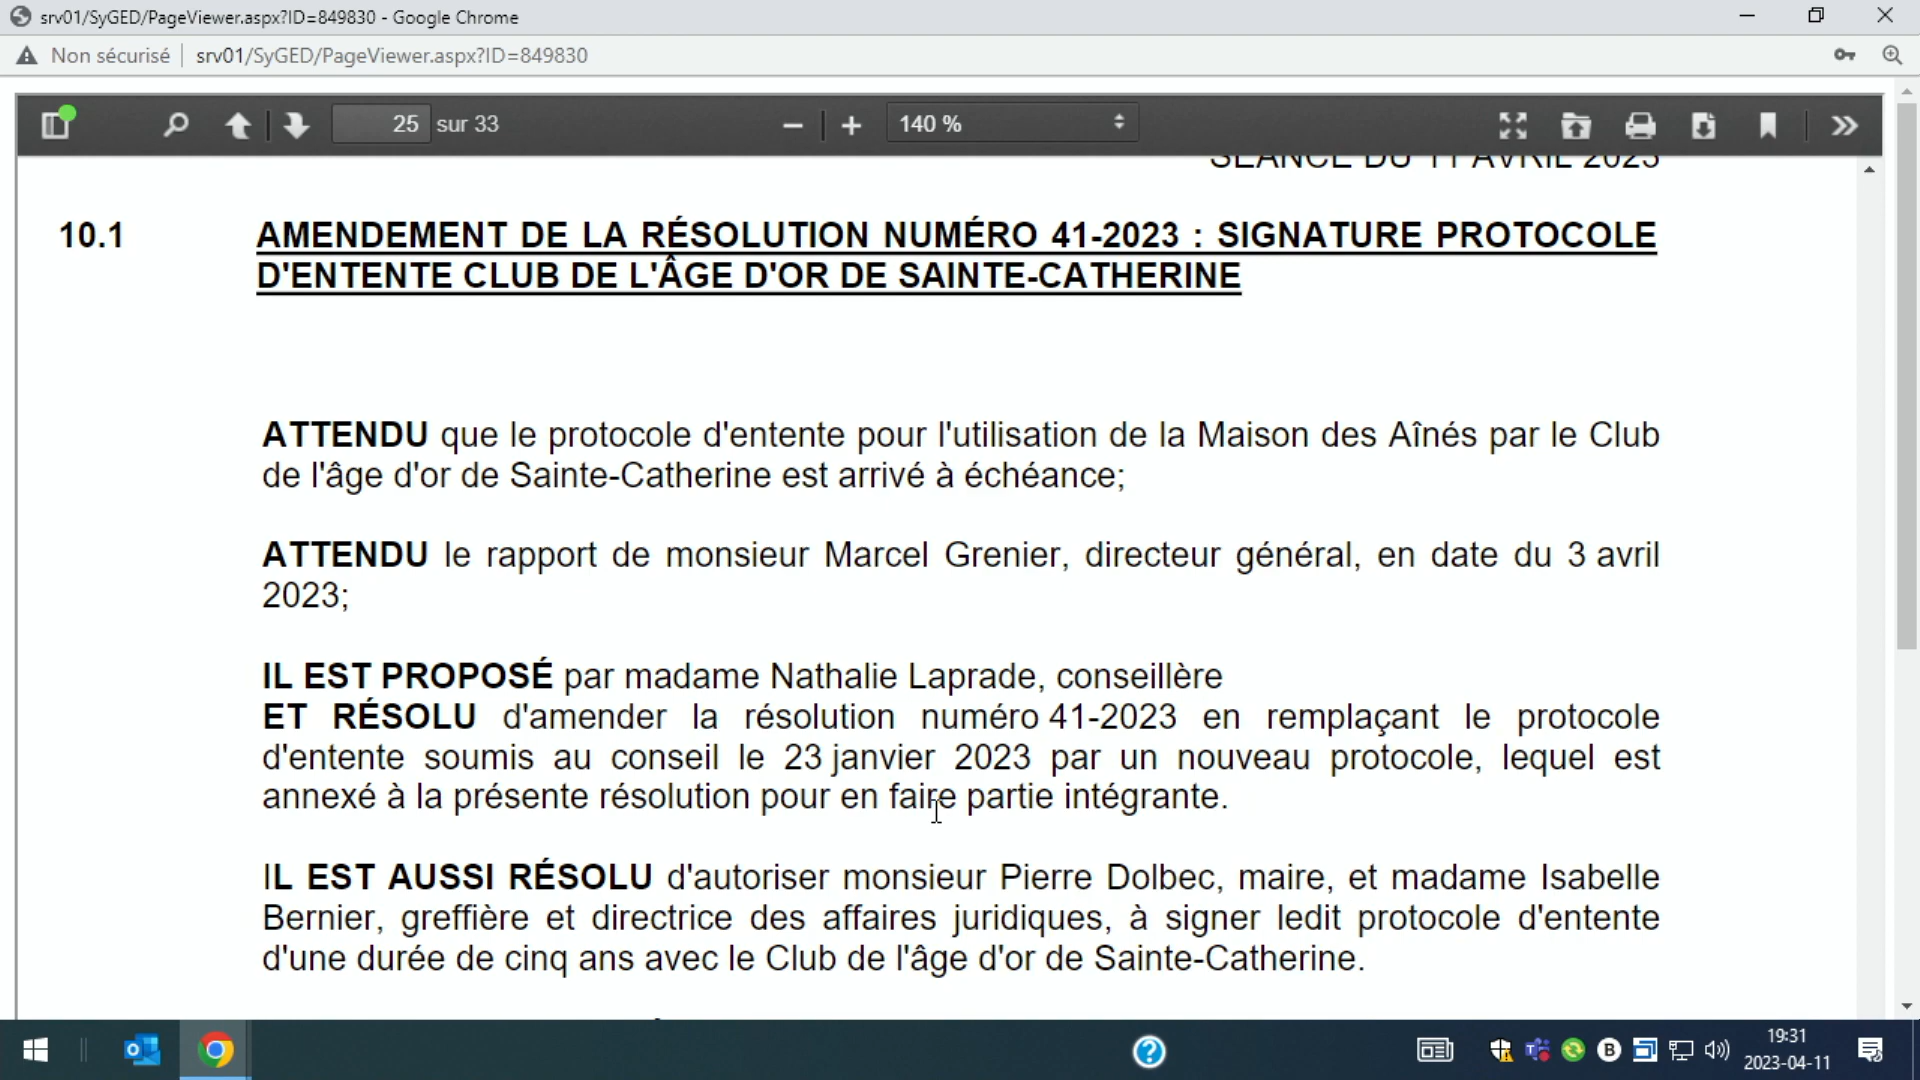 srv01/SyGED/PageViewer.aspx?ID=849830 - Google Chrome
Non sécurisé | srv01/SyGED/PageViewer.aspx?ID=849830
25 sur 33 140 %
SÉANCE DU 11 AVRIL 2023
10.1 AMENDEMENT DE LA RÉSOLUTION NUMÉRO 41-2023 : SIGNATURE PROTOCOLE
D'ENTENTE CLUB DE L'ÂGE D'OR DE SAINTE-CATHERINE
ATTENDU que le protocole d'entente pour l'utilisation de la Maison des Aînés par le Club
de l'âge d'or de Sainte-Catherine est arrivé à échéance;
ATTENDU le rapport de monsieur Marcel Grenier, directeur général, en date du 3 avril
2023;
IL EST PROPOSÉ par madame Nathalie Laprade, conseillère
ET RÉSOLU d'amender la résolution numéro 41-2023 en remplaçant le protocole
d'entente soumis au conseil le 23 janvier 2023 par un nouveau protocole, lequel est
annexé à la présente résolution pour en faire partie intégrante.
IL EST AUSSI RÉSOLU d'autoriser monsieur Pierre Dolbec, maire, et madame Isabelle
Bernier, greffière et directrice des affaires juridiques, à signer ledit protocole d'entente
d'une durée de cinq ans avec le Club de l'âge d'or de Sainte-Catherine.
19:31
2023-04-11